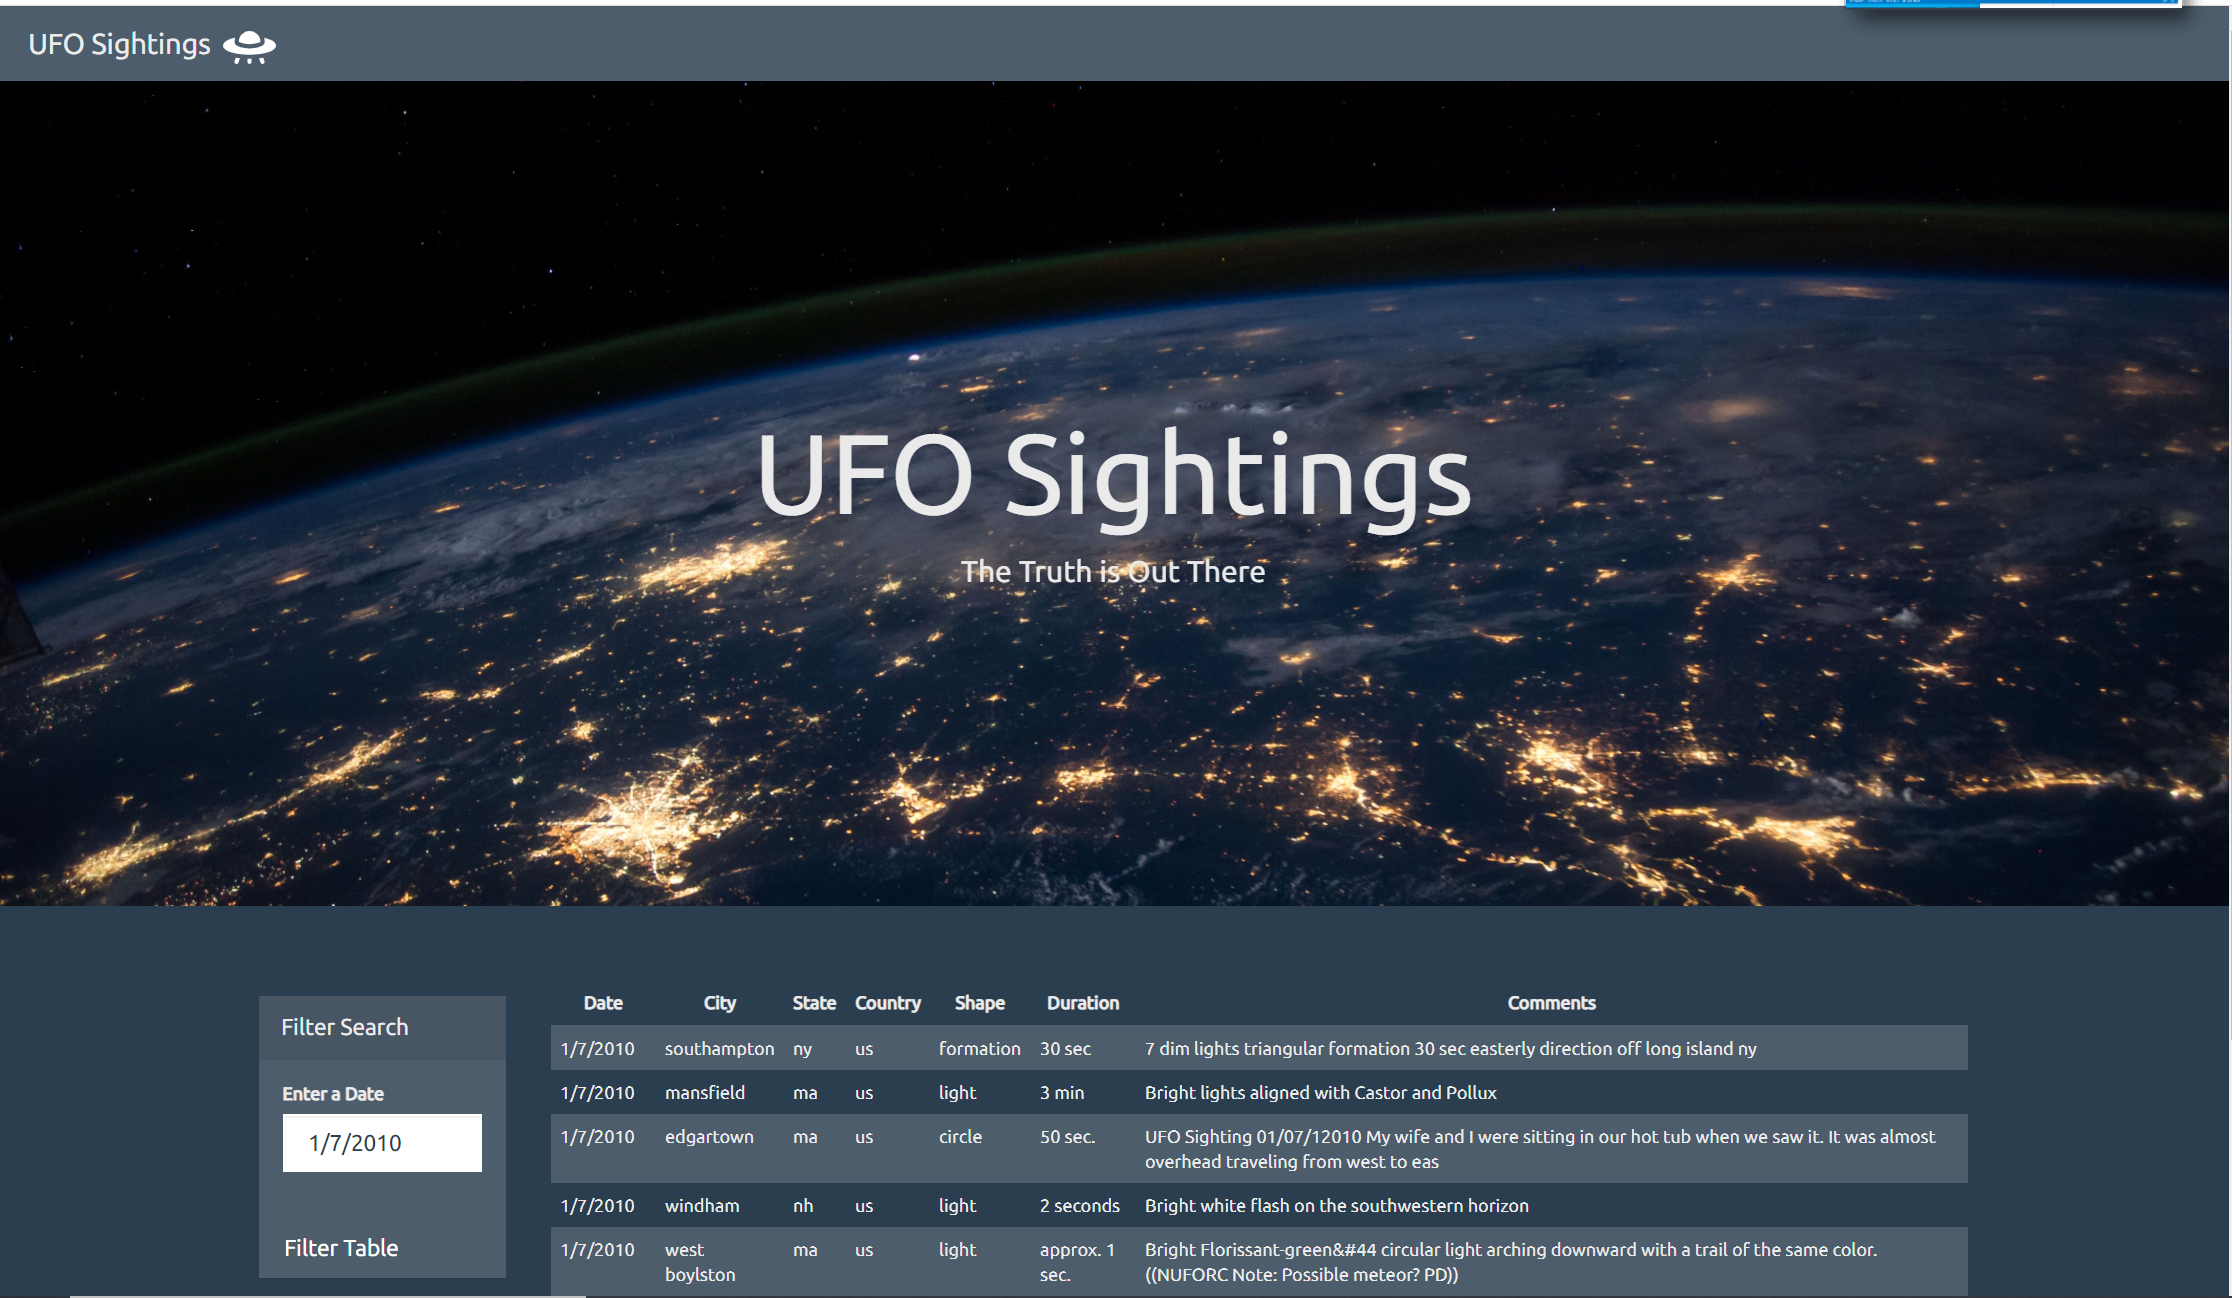 UFO Sightings
UFO Sightings
The Truth is Out There
Filter Search
Enter a Date
1/7/2010
Filter Table
Date City State Country Shape Duration Comments
1/7/2010 southampton ny us formation 30 sec 7 dim lights triangular formation 30 sec easterly direction off long island ny
1/7/2010 mansfield ma us light 3 min Bright lights aligned with Castor and Pollux
1/7/2010 edgartown ma us circle 50 sec. UFO Sighting 01/07/12010 My wife and I were sitting in our hot tub when we saw it. It was almost
overhead traveling from west to eas
1/7/2010 windham nh us light 2 seconds Bright white flash on the southwestern horizon
1/7/2010 west ma us light approx. 1 Bright Florissant-green&#44 circular light arching downward with a trail of the same color.
boylston sec. ((NUFORC Note: Possible meteor? PD))